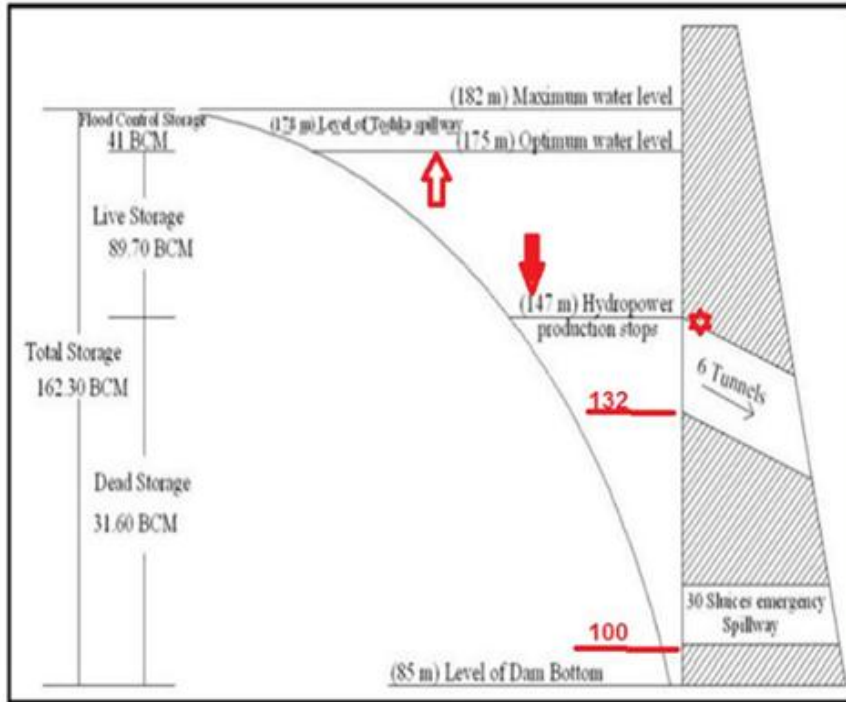 (182 m) Maximum water level
Flood Control Storage
41 BCM
(178 m) Level of Toshka spillway
(175 m) Optimum water level
Live Storage
89.70 BCM
(147 m) Hydropower
production stops
Total Storage
162.30 BCM
6 Tunnels
132
Dead Storage
31.60 BCM
30 Sluices emergency
Spillway
100
(85 m) Level of Dam Bottom